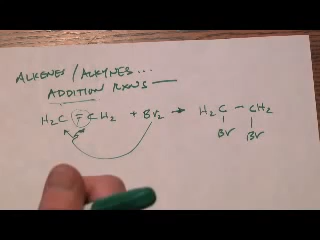 ALKENES / ALKYNES...
ADDITION RXNS
H₂C = CH₂ + Br₂ → H₂C - CH₂
Br Br